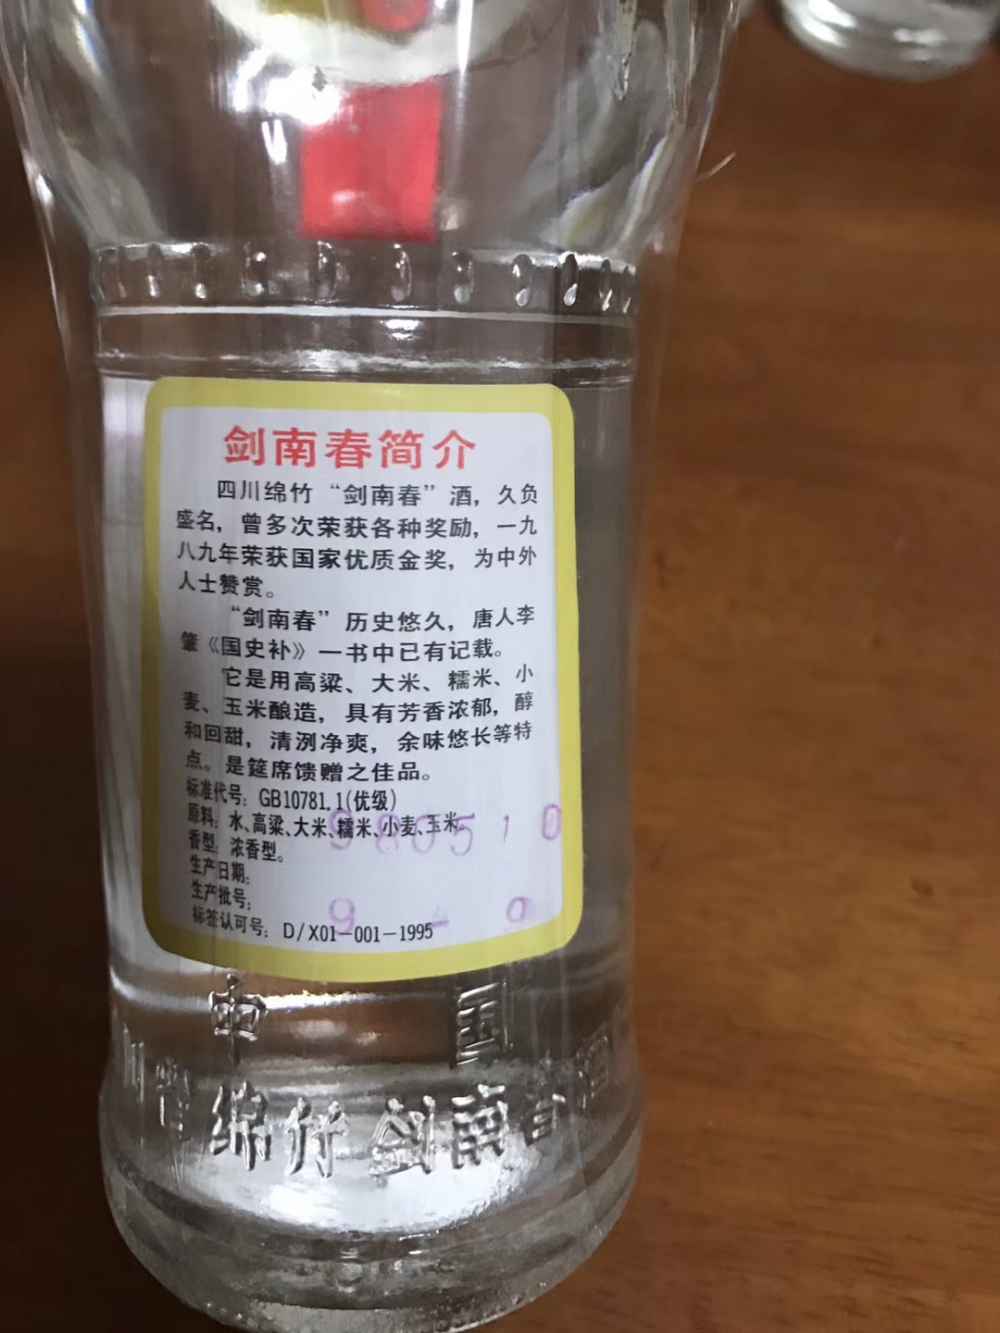 剑南春简介
四川绵竹“剑南春”酒，久负
盛名，曾多次荣获各种奖励，一九
八九年荣获国家优质金奖，为中外
人士赞赏。
“剑南春”历史悠久，唐人李
肇《国史补》一书中已有记载。
它是用高粱、大米、糯米、小
麦、玉米酿造，具有芳香浓郁，醇
和回甜，清洌净爽，余味悠长等特
点。是筵席馈赠之佳品。
标准代号：GB10781.1(优级)
原料：水、高粱、大米、糯米、小麦、玉米
香型：浓香型。
980510
生产日期：
生产批号：
标签认可号：D/X01-001-1995
中国
绵竹剑南春